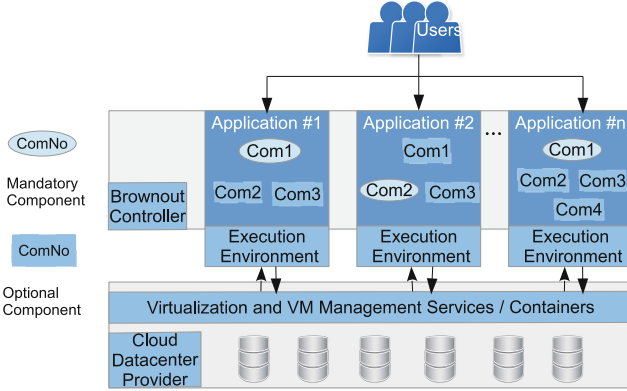 Users
Application #1
Application #2
...
Application #n
ComNo
Mandatory
Component
ComNo
Optional
Component
Brownout
Controller
Com1
Com2
Com3
Com1
Com2
Com3
Com1
Com2
Com3
Com4
Execution
Environment
Execution
Environment
Execution
Environment
Virtualization and VM Management Services / Containers
Cloud
Datacenter
Provider